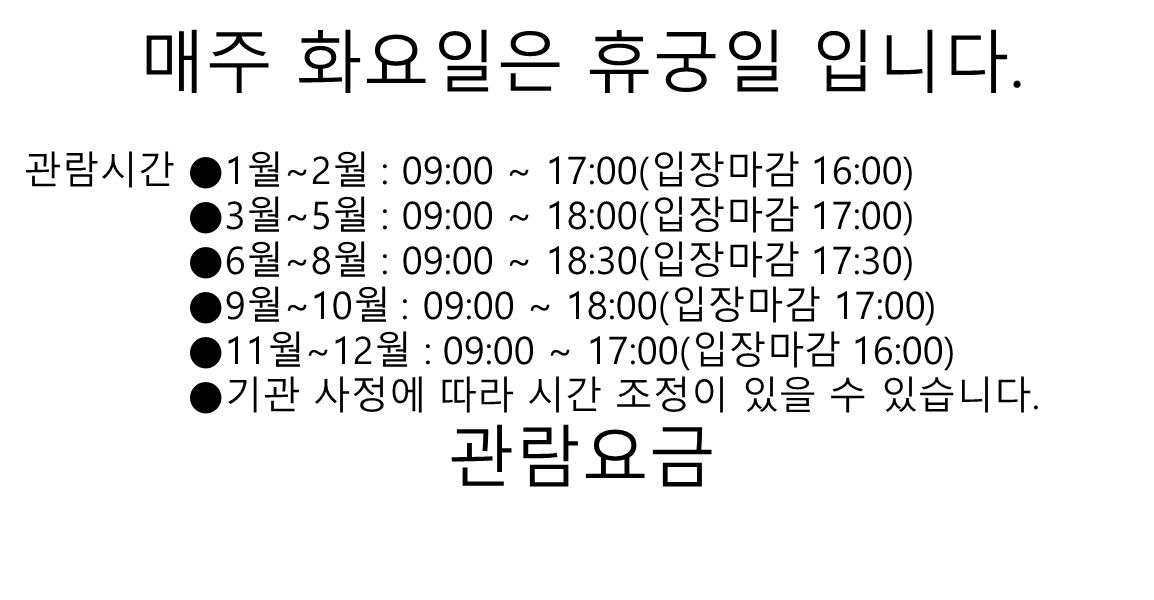 매주 화요일은 휴궁일 입니다.
관람시간 ●1월~2월 : 09:00 ~ 17:00(입장마감 16:00)
●3월~5월 : 09:00 ~ 18:00(입장마감 17:00)
●6월~8월 : 09:00 ~ 18:30(입장마감 17:30)
●9월~10월 : 09:00 ~ 18:00(입장마감 17:00)
●11월~12월 : 09:00 ~ 17:00(입장마감 16:00)
●기관 사정에 따라 시간 조정이 있을 수 있습니다.
관람요금